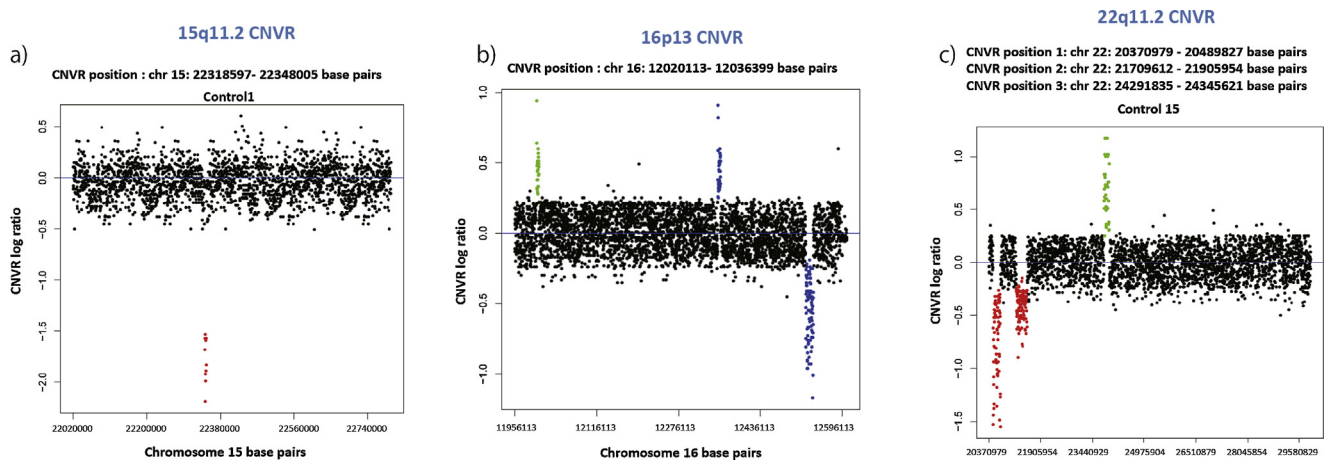 15q11.2 CNVR
a)
CNVR position : chr 15: 22318597- 22348005 base pairs
Control1
CNVR log ratio
0.5
0.0
−0.5
−1.0
−1.5
−2.0
22020000
22200000
22380000
22560000
22740000
Chromosome 15 base pairs
16p13 CNVR
b)
CNVR position : chr 16: 12020113- 12036399 base pairs
CNVR log ratio
1.0
0.5
0.0
−0.5
−1.0
11956113
12116113
12276113
12436113
12596113
Chromosome 16 base pairs
22q11.2 CNVR
c)
CNVR position 1: chr 22: 20370979 - 20489827 base pairs
CNVR position 2: chr 22: 21709612 - 21905954 base pairs
CNVR position 3: chr 22: 24291835 - 24345621 base pairs
Control 15
CNVR log ratio
1.0
0.5
0.0
−0.5
−1.0
−1.5
20370979
21905954
23440929
24975904
26510879
28045854
29580829
Chromosome 22 base pairs